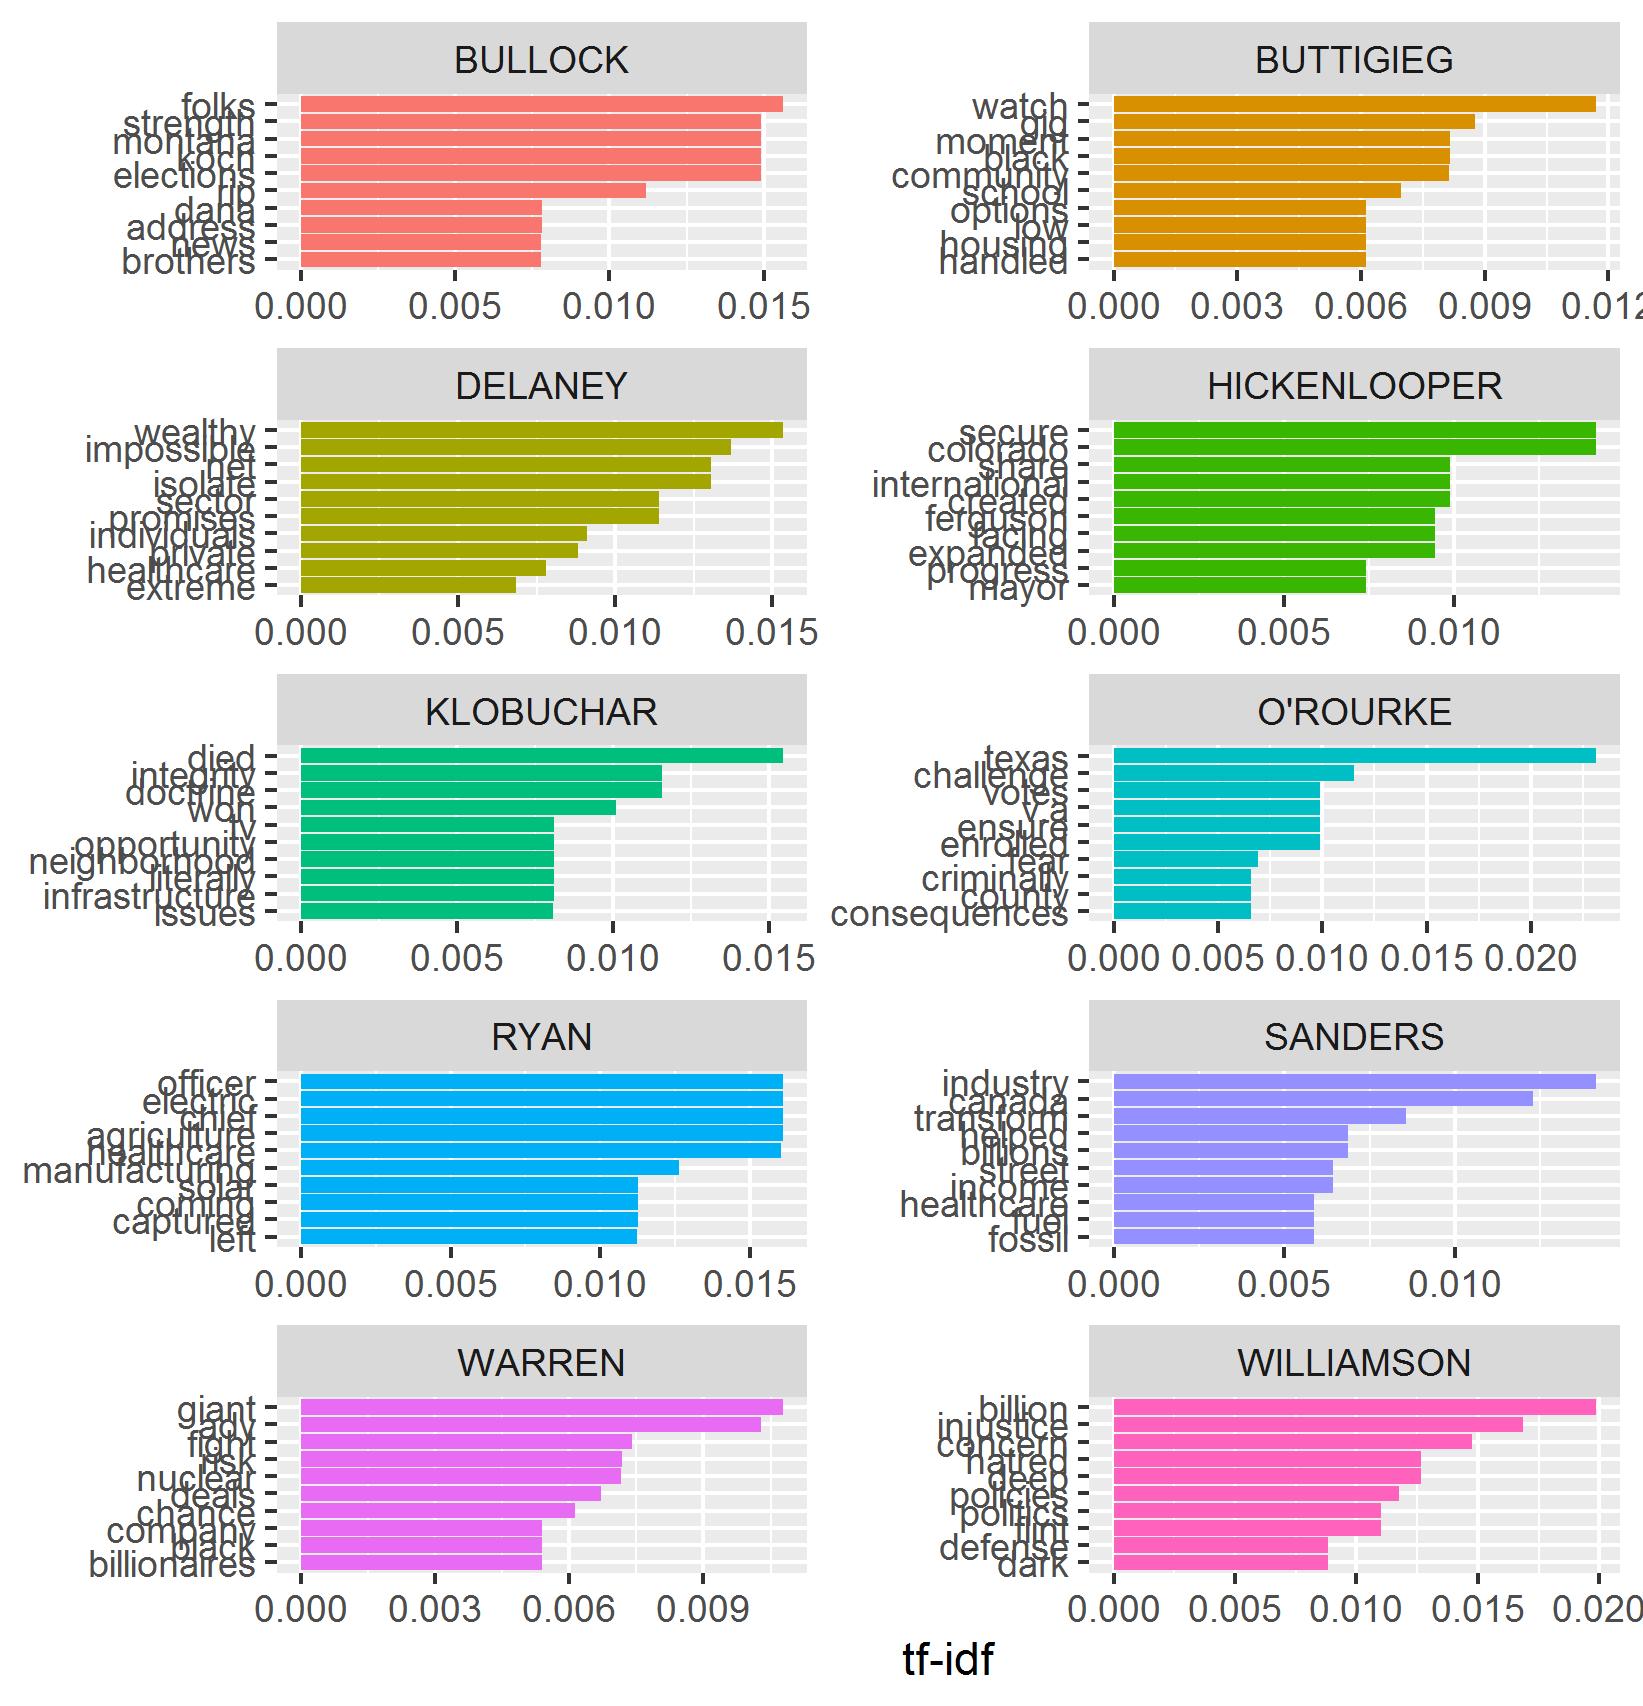 BULLOCK
folks
strength
montana
koch
elections
rip
dana
address
news
brothers
0.000 0.005 0.010 0.015
BUTTIGIEG
watch
gig
moment
black
community
school
options
low
housing
handled
0.000 0.003 0.006 0.009 0.012
DELANEY
wealthy
impossible
net
isolate
sector
promises
individuals
private
healthcare
extreme
0.000 0.005 0.010 0.015
HICKENLOOPER
secure
colorado
share
international
created
ferguson
facing
expanded
progress
mayor
0.000 0.005 0.010
KLOBUCHAR
died
integrity
doctrine
won
tv
opportunity
neighborhood
literally
infrastructure
issues
0.000 0.005 0.010 0.015
O'ROURKE
texas
challenge
votes
v.a
ensure
enrolled
fear
criminally
county
consequences
0.000 0.005 0.010 0.015 0.020
RYAN
officer
electric
chief
agriculture
healthcare
manufacturing
solar
coming
captured
left
0.000 0.005 0.010 0.015
SANDERS
industry
canada
transform
helped
billions
street
income
healthcare
fuel
fossil
0.000 0.005 0.010
WARREN
giant
lady
fight
risk
nuclear
deals
chance
company
black
billionaires
0.000 0.003 0.006 0.009
WILLIAMSON
billion
injustice
concern
hatred
deep
policies
politics
flint
defense
dark
0.000 0.005 0.010 0.015 0.020
tf-idf